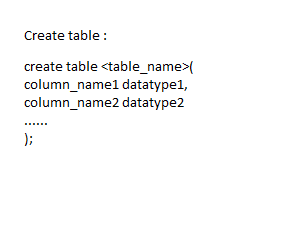 Create table :
create table <table_name>(
column_name1 datatype1,
column_name2 datatype2
......
);